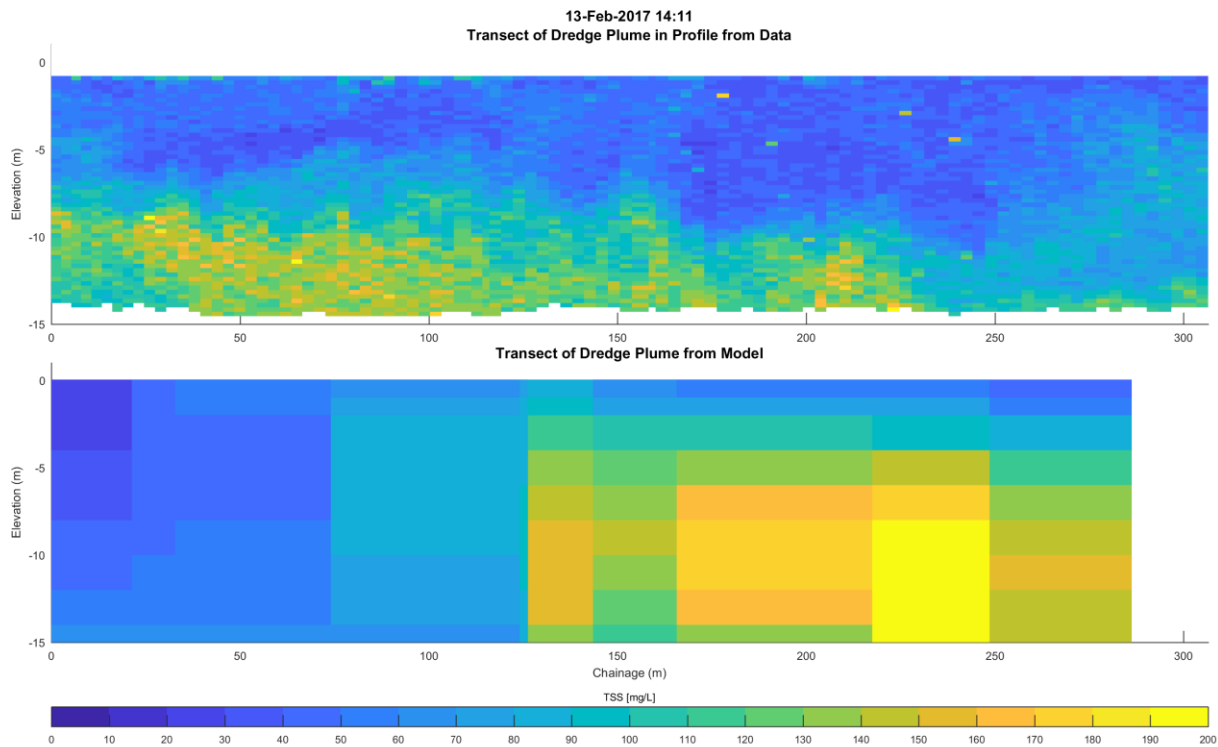 13-Feb-2017 14:11
Transect of Dredge Plume in Profile from Data
Elevation (m)
0
-5
-10
-15
0 50 100 150 200 250 300
Transect of Dredge Plume from Model
Elevation (m)
0
-5
-10
-15
0 50 100 150 200 250 300
Chainage (m)
TSS [mg/L]
0 10 20 30 40 50 60 70 80 90 100 110 120 130 140 150 160 170 180 190 200